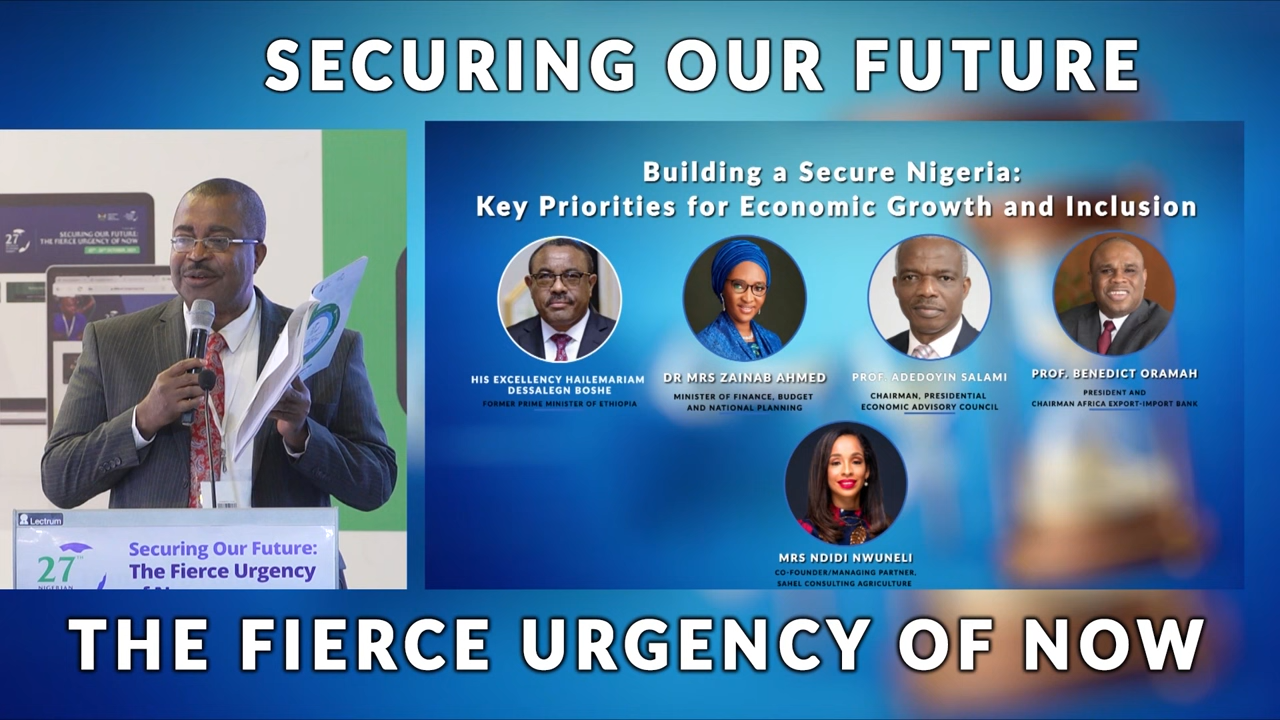 SECURING OUR FUTURE
27
SECURING OUR FUTURE:
THE FIERCE URGENCY OF NOW
Lectrum
27TH
NIGERIAN
Securing Our Future:
The Fierce Urgency
Building a Secure Nigeria:
Key Priorities for Economic Growth and Inclusion
HIS EXCELLENCY HAILEMARIAM
DESSALEGN BOSHE
FORMER PRIME MINISTER OF ETHIOPIA
DR MRS ZAINAB AHMED
MINISTER OF FINANCE, BUDGET
AND NATIONAL PLANNING
PROF. ADEDOYIN SALAMI
CHAIRMAN, PRESIDENTIAL
ECONOMIC ADVISORY COUNCIL
PROF. BENEDICT ORAMAH
PRESIDENT AND
CHAIRMAN AFRICA EXPORT-IMPORT BANK
MRS NDIDI NWUNELI
CO-FOUNDER/MANAGING PARTNER,
SAHEL CONSULTING AGRICULTURE
THE FIERCE URGENCY OF NOW